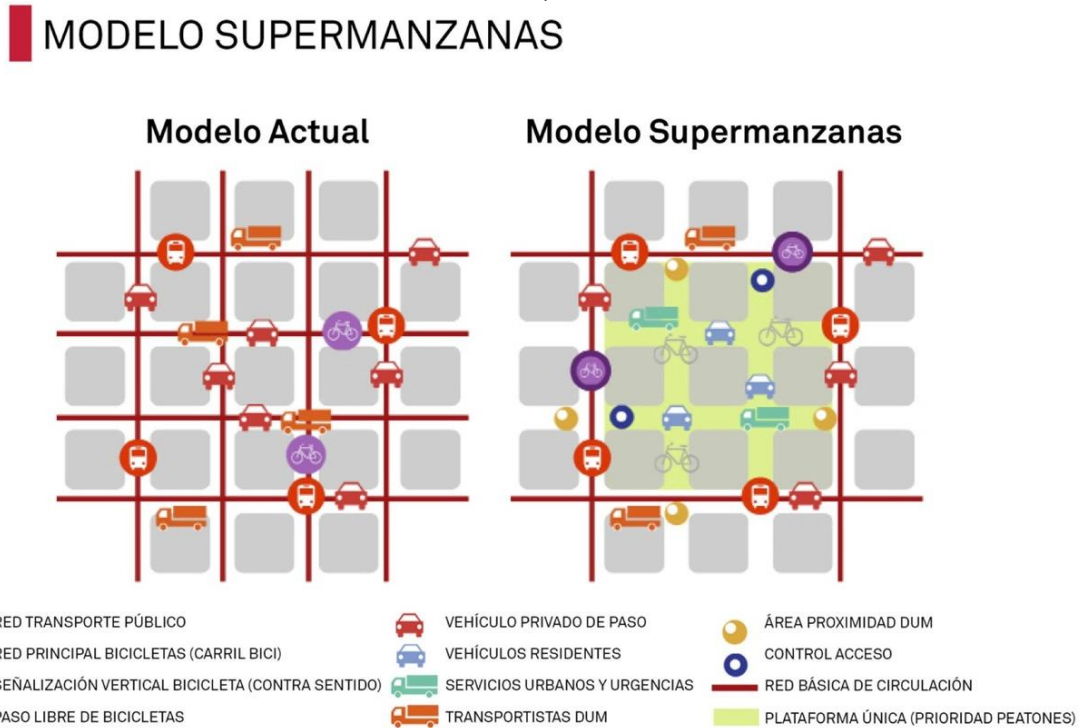 MODELO SUPERMANZANAS
Modelo Actual
Modelo Supermanzanas
RED TRANSPORTE PÚBLICO
RED PRINCIPAL BICICLETAS (CARRIL BICI)
SEÑALIZACIÓN VERTICAL BICICLETA (CONTRA SENTIDO)
PASO LIBRE DE BICICLETAS
VEHÍCULO PRIVADO DE PASO
VEHÍCULOS RESIDENTES
SERVICIOS URBANOS Y URGENCIAS
TRANSPORTISTAS DUM
ÁREA PROXIMIDAD DUM
CONTROL ACCESO
RED BÁSICA DE CIRCULACIÓN
PLATAFORMA ÚNICA (PRIORIDAD PEATONES)